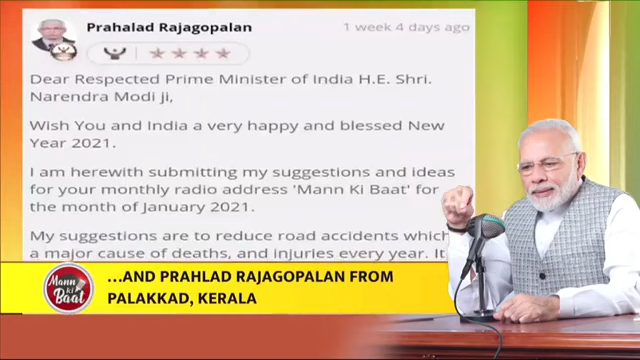 Prahalad Rajagopalan
1 week 4 days ago
Dear Respected Prime Minister of India H.E. Shri.
Narendra Modi ji,
Wish You and India a very happy and blessed New
Year 2021.
I am herewith submitting my suggestions and ideas
for your monthly radio address 'Mann Ki Baat' for
the month of January 2021.
My suggestions are to reduce road accidents which
a major cause of deaths, and injuries every year. It
Mann
ki
Baat
...AND PRAHLAD RAJAGOPALAN FROM
PALAKKAD, KERALA